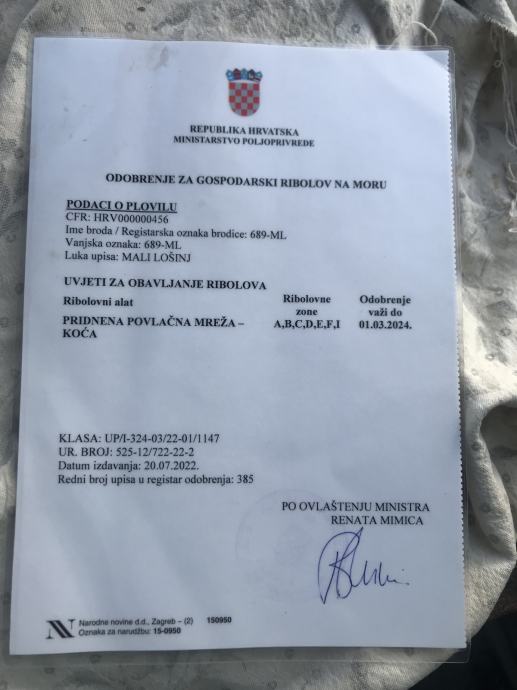 REPUBLIKA HRVATSKA
MINISTARSTVO POLJOPRIVREDE
ODOBRENJE ZA GOSPODARSKI RIBOLOV NA MORU
PODACI O PLOVILU
CFR: HRV000000456
Ime broda / Registarska oznaka brodice: 689-ML
Vanjska oznaka: 689-ML
Luka upisa: MALI LOŠINJ
UVJETI ZA OBAVLJANJE RIBOLOVA
Ribolovni alat
Ribolovne
zone
Odobrenje
važi do
PRIDNENA POVLAČNA MREŽA –
KOĆA
A,B,C,D,E,F,I
01.03.2024.
KLASA: UP/I-324-03/22-01/1147
UR. BROJ: 525-12/722-22-2
Datum izdavanja: 20.07.2022.
Redni broj upisa u registar odobrenja: 385
PO OVLAŠTENJU MINISTRA
RENATA MIMICA
Narodne novine d.d., Zagreb – (2) 150950
Oznaka za narudžbu: 15-0950